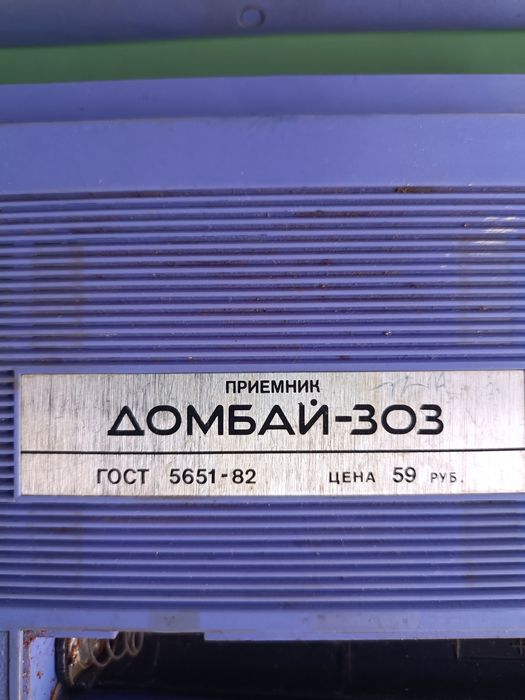 ПРИЕМНИК
ДОМБАЙ-303
ГОСТ 5651-82 ЦЕНА 59 РУБ.